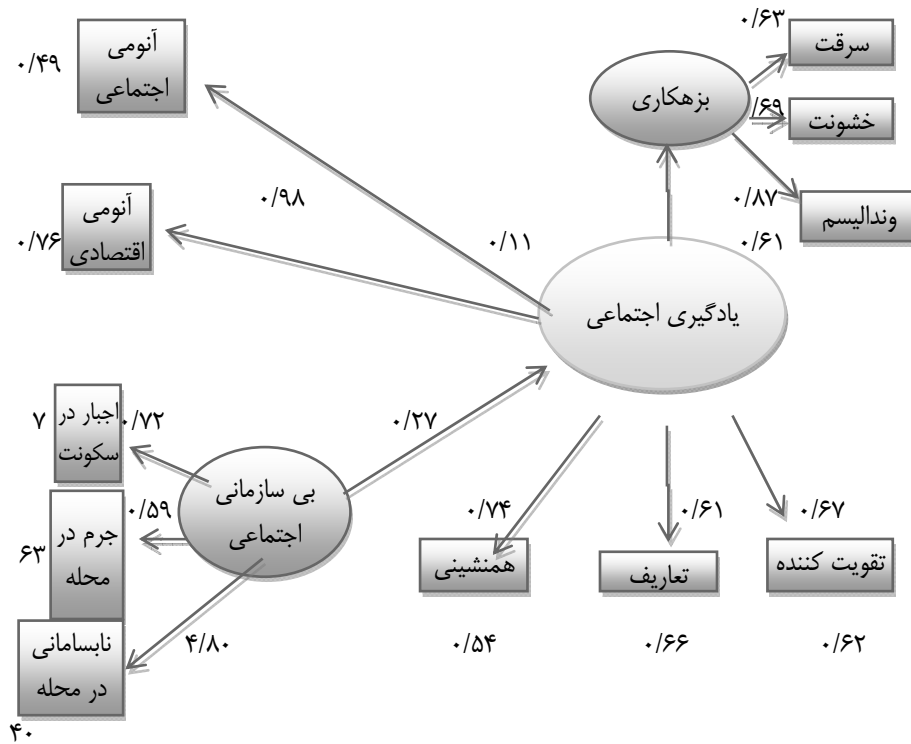 ۰/۶۳
سرقت
آنومی
اجتماعی
۰/۴۹
بزهکاری
/۶۹
خشونت
۰/۸۷
وندالیسم
آنومی
اقتصادی
۰/۷۶
۰/۹۸
۰/۱۱
۰/۶۱
یادگیری اجتماعی
اجبار در
سکونت
۷
۰/۷۲
۰/۲۷
بی سازمانی
اجتماعی
جرم در
محله
۶۳
۰/۵۹
۰/۷۴
۰/۶۱
۰/۶۷
همنشینی
تعاریف
تقویت کننده
نابسامانی
در محله
۴/۸۰
۰/۵۴
۰/۶۶
۰/۶۲
۴۰